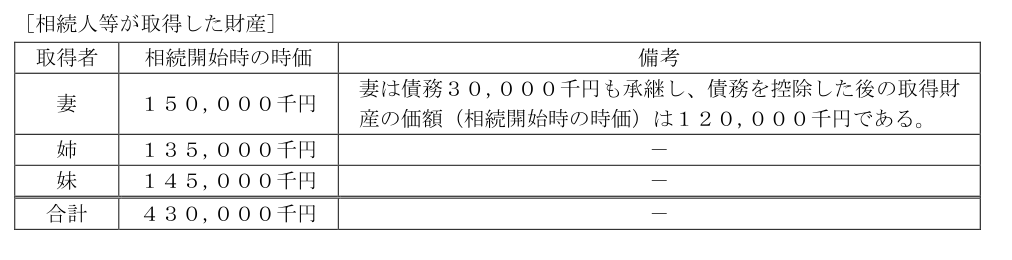 ［相続人等が取得した財産］
取得者 相続開始時の時価 備考
妻 １５０，０００千円 妻は債務３０，０００千円も承継し、債務を控除した後の取得財
産の価額（相続開始時の時価）は１２０，０００千円である。
姉 １３５，０００千円 －
妹 １４５，０００千円 －
合計 ４３０，０００千円 －